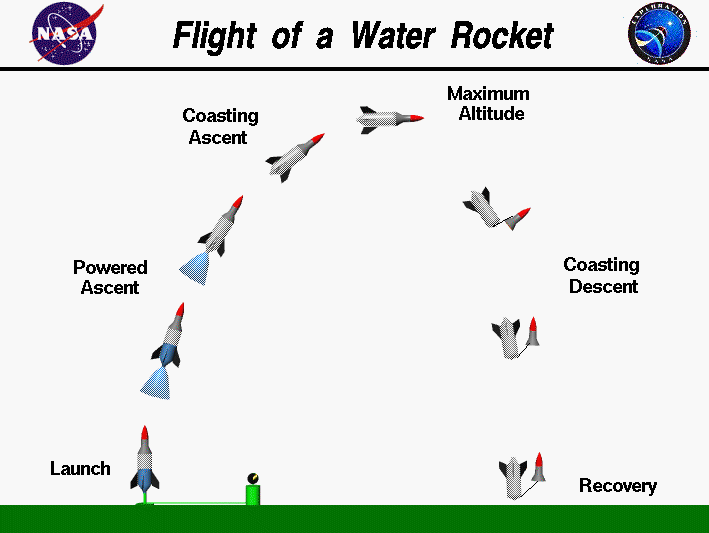 NASA
Flight of a Water Rocket
EXPLORATION
NASA
Maximum
Altitude
Coasting
Ascent
Powered
Ascent
Coasting
Descent
Launch
Recovery